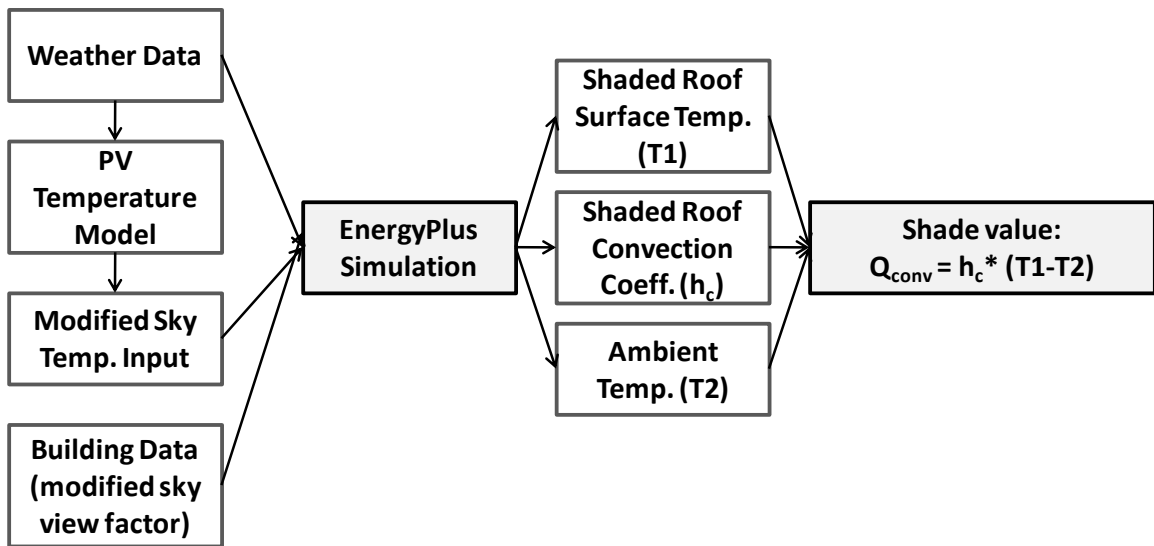 Weather Data
PV
Temperature
Model
Modified Sky
Temp. Input
Building Data
(modified sky
view factor)
EnergyPlus
Simulation
Shaded Roof
Surface Temp.
(T1)
Shaded Roof
Convection
Coeff. (hc)
Ambient
Temp. (T2)
Shade value:
Qconv = hc* (T1-T2)